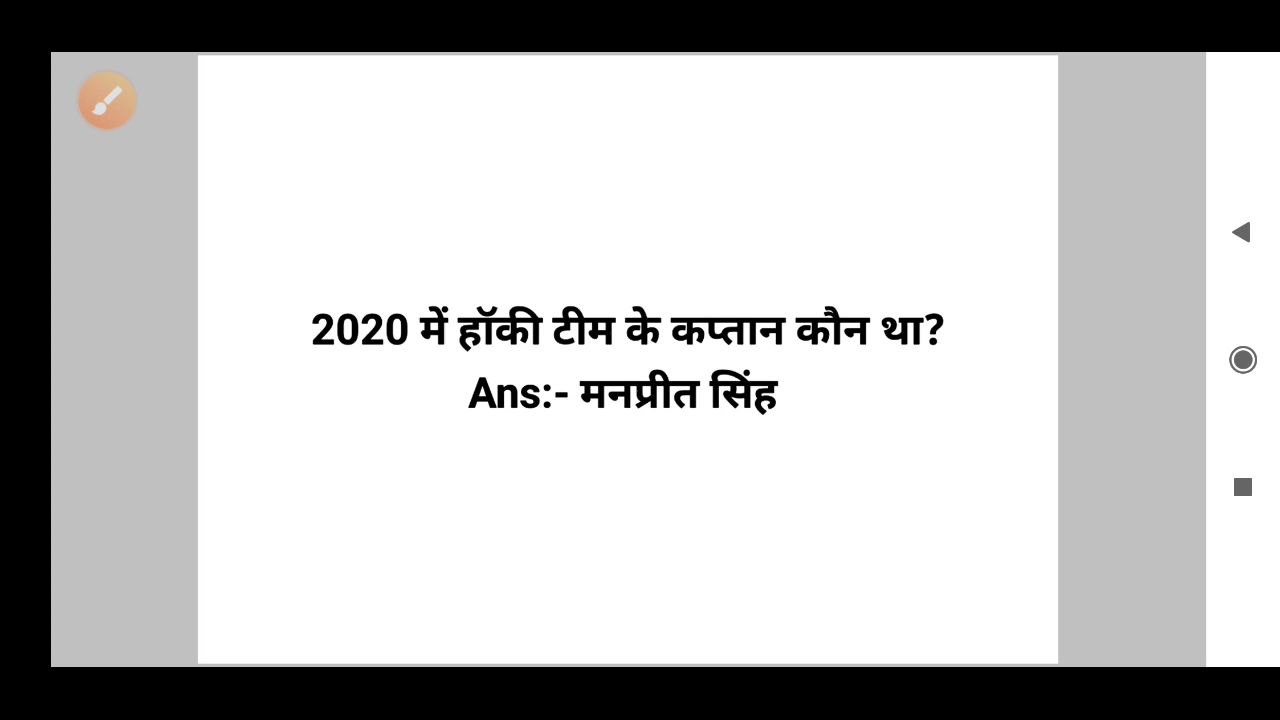 2020 में हॉकी टीम के कप्तान कौन था?
Ans:- मनप्रीत सिंह